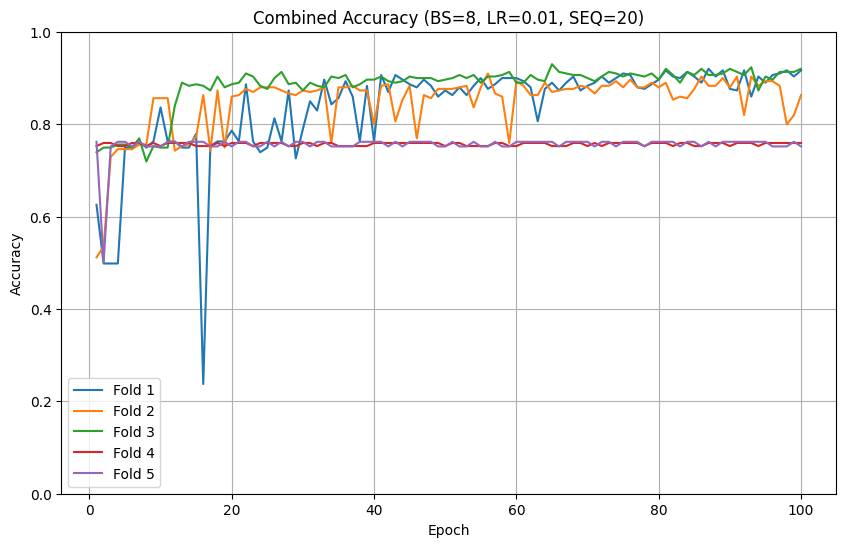 Combined Accuracy (BS=8, LR=0.01, SEQ=20)
1.0
0.8
0.6
0.4
0.2
0.0
Accuracy
Fold 1
Fold 2
Fold 3
Fold 4
Fold 5
0 20 40 60 80 100
Epoch